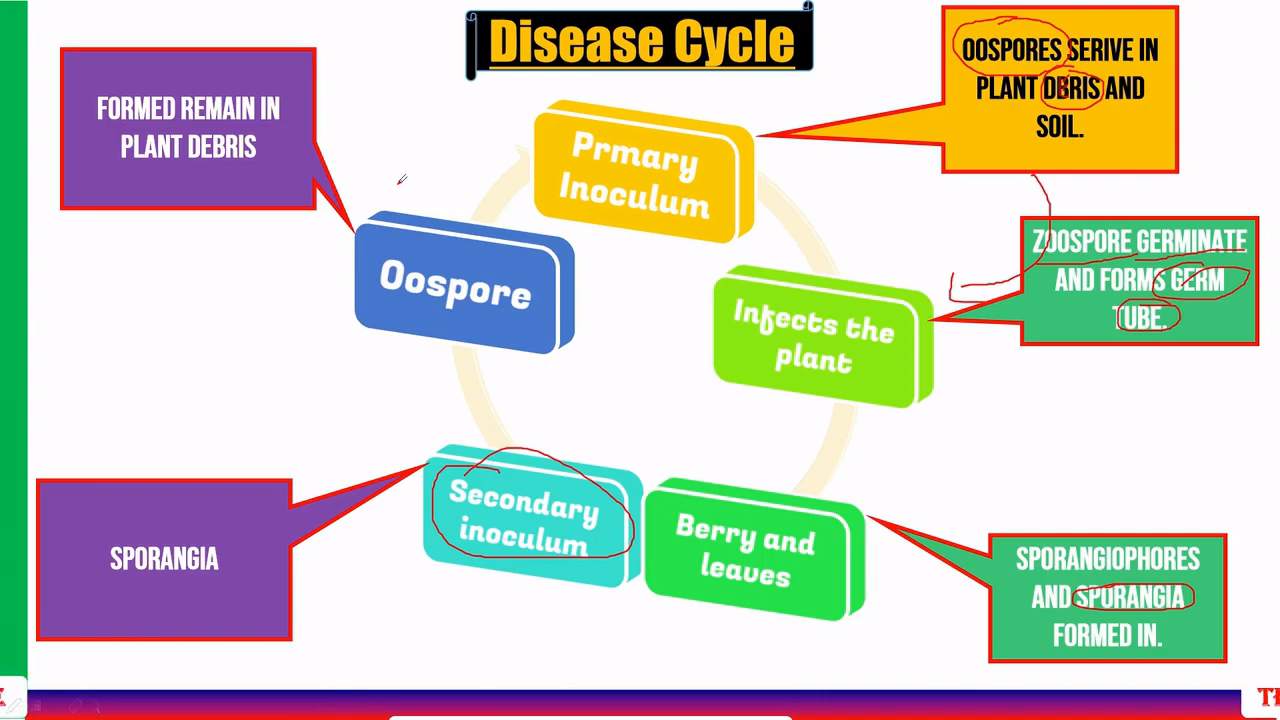 Disease Cycle
OOSPORES SERIVE IN
PLANT DBRIS AND
SOIL.
FORMED REMAIN IN
PLANT DEBRIS
Prmary
Inoculum
ZOOSPORE GERMINATE
AND FORMS GERM
TUBE.
Oospore
Infects the
plant
Secondary
inoculum
Berry and
leaves
SPORANGIA
SPORANGIOPHORES
AND SPORANGIA
FORMED IN.